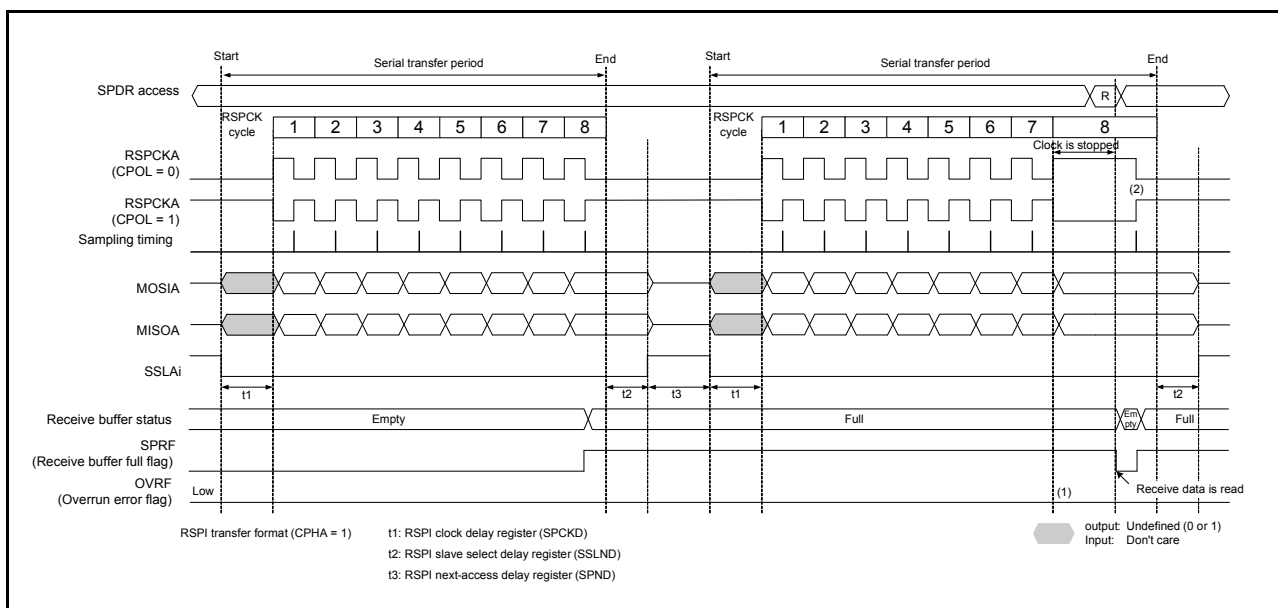 Start
Serial transfer period
End
Start
Serial transfer period
End
SPDR access
R
RSPCK
cycle
1 2 3 4 5 6 7 8
RSPCK
cycle
1 2 3 4 5 6 7 8
Clock is stopped
RSPCKA
(CPOL = 0)
(2)
RSPCKA
(CPOL = 1)
Sampling timing
MOSIA
MISOA
SSLAi
t1
t2
t3
t1
t2
Receive buffer status
Empty
Full
Em
pty
Full
SPRF
(Receive buffer full flag)
Receive data is read
OVRF
(Overrun error flag)
Low
(1)
RSPI transfer format (CPHA = 1)
t1: RSPI clock delay register (SPCKD)
t2: RSPI slave select delay register (SSLND)
t3: RSPI next-access delay register (SPND)
output: Undefined (0 or 1)
Input: Don't care